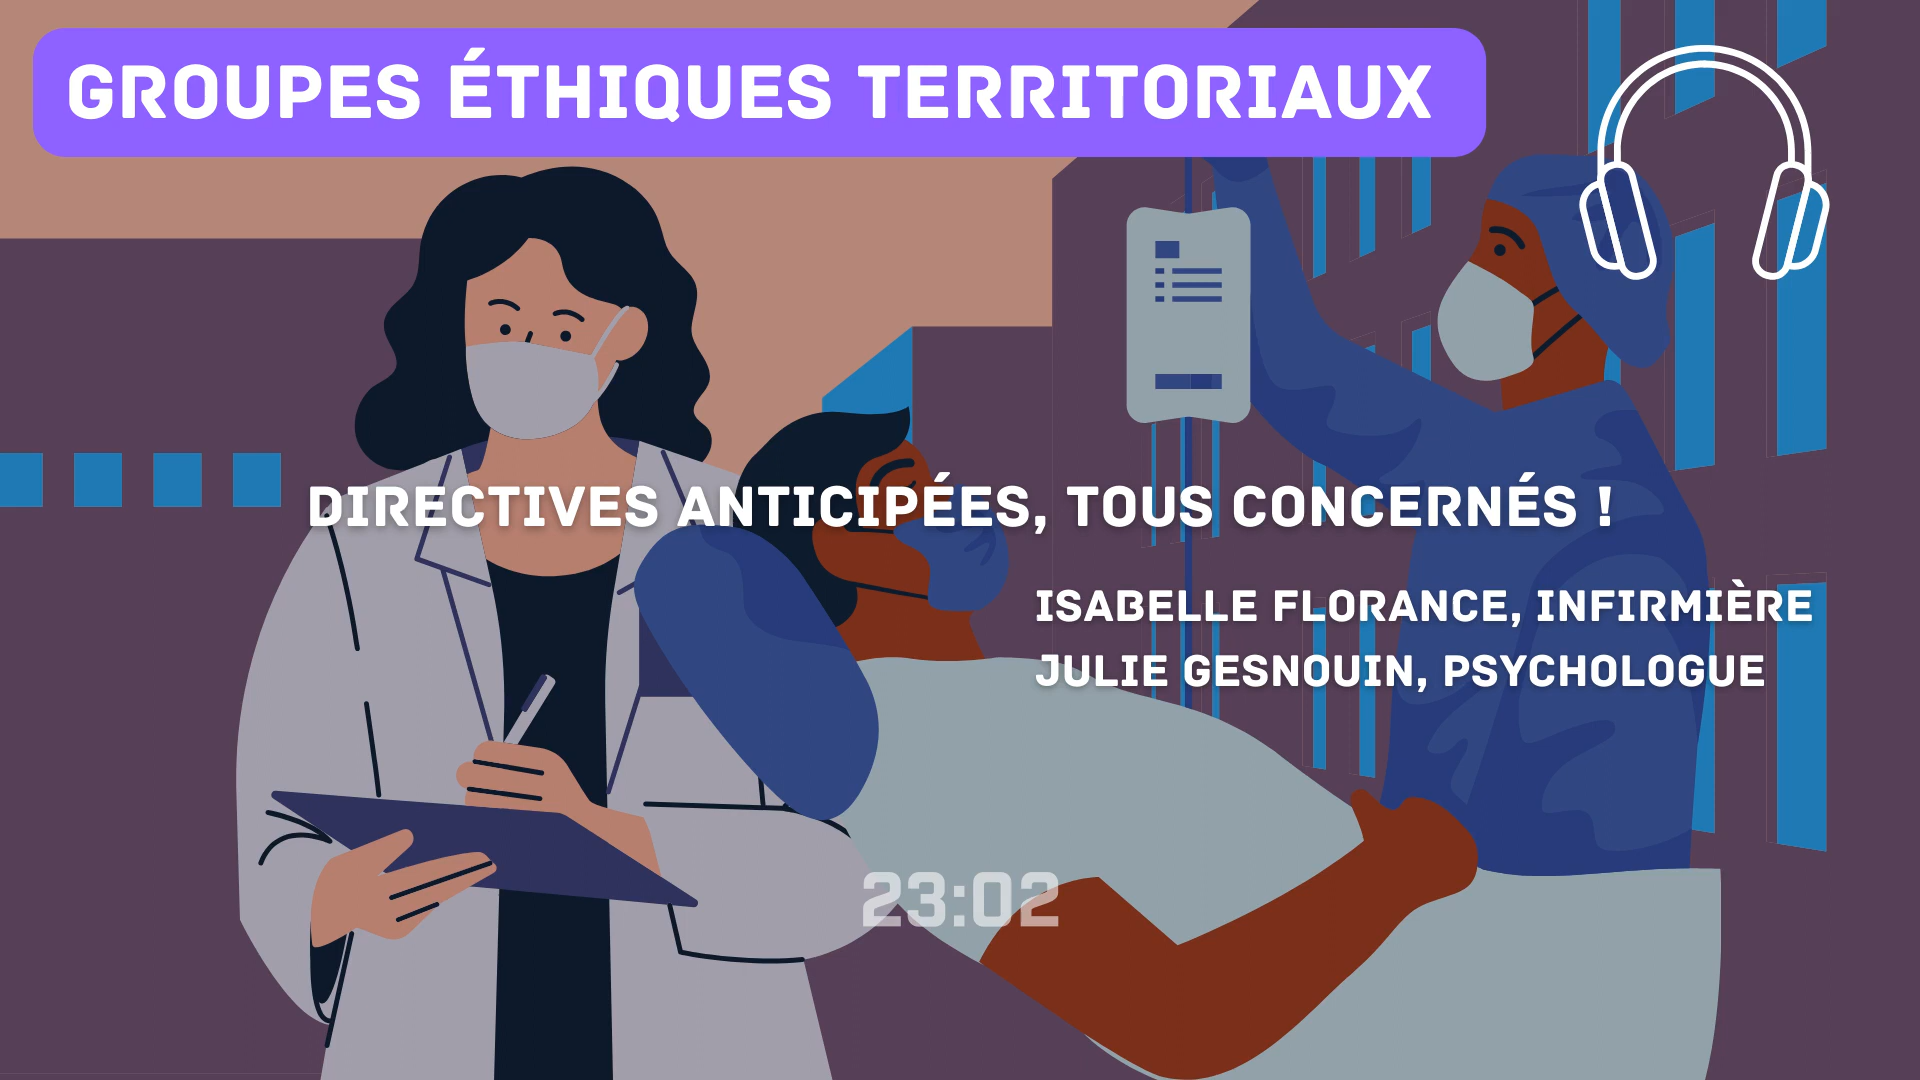 GROUPES ÉTHIQUES TERRITORIAUX
DIRECTIVES ANTICIPÉES, TOUS CONCERNÉS !
ISABELLE FLORANCE, INFIRMIÈRE
JULIE GESNOUIN, PSYCHOLOGUE
23:02